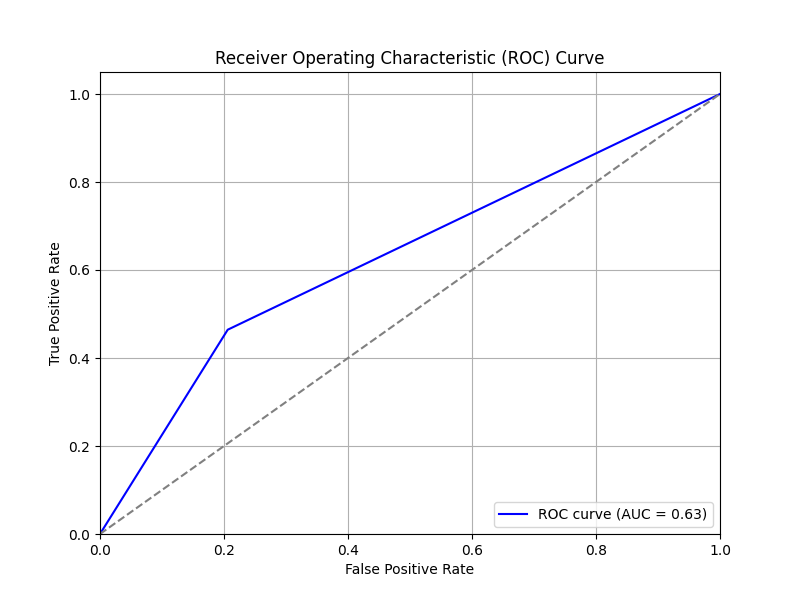 Receiver Operating Characteristic (ROC) Curve
True Positive Rate
1.0
0.8
0.6
0.4
0.2
0.0
ROC curve (AUC = 0.63)
0.0 0.2 0.4 0.6 0.8 1.0
False Positive Rate